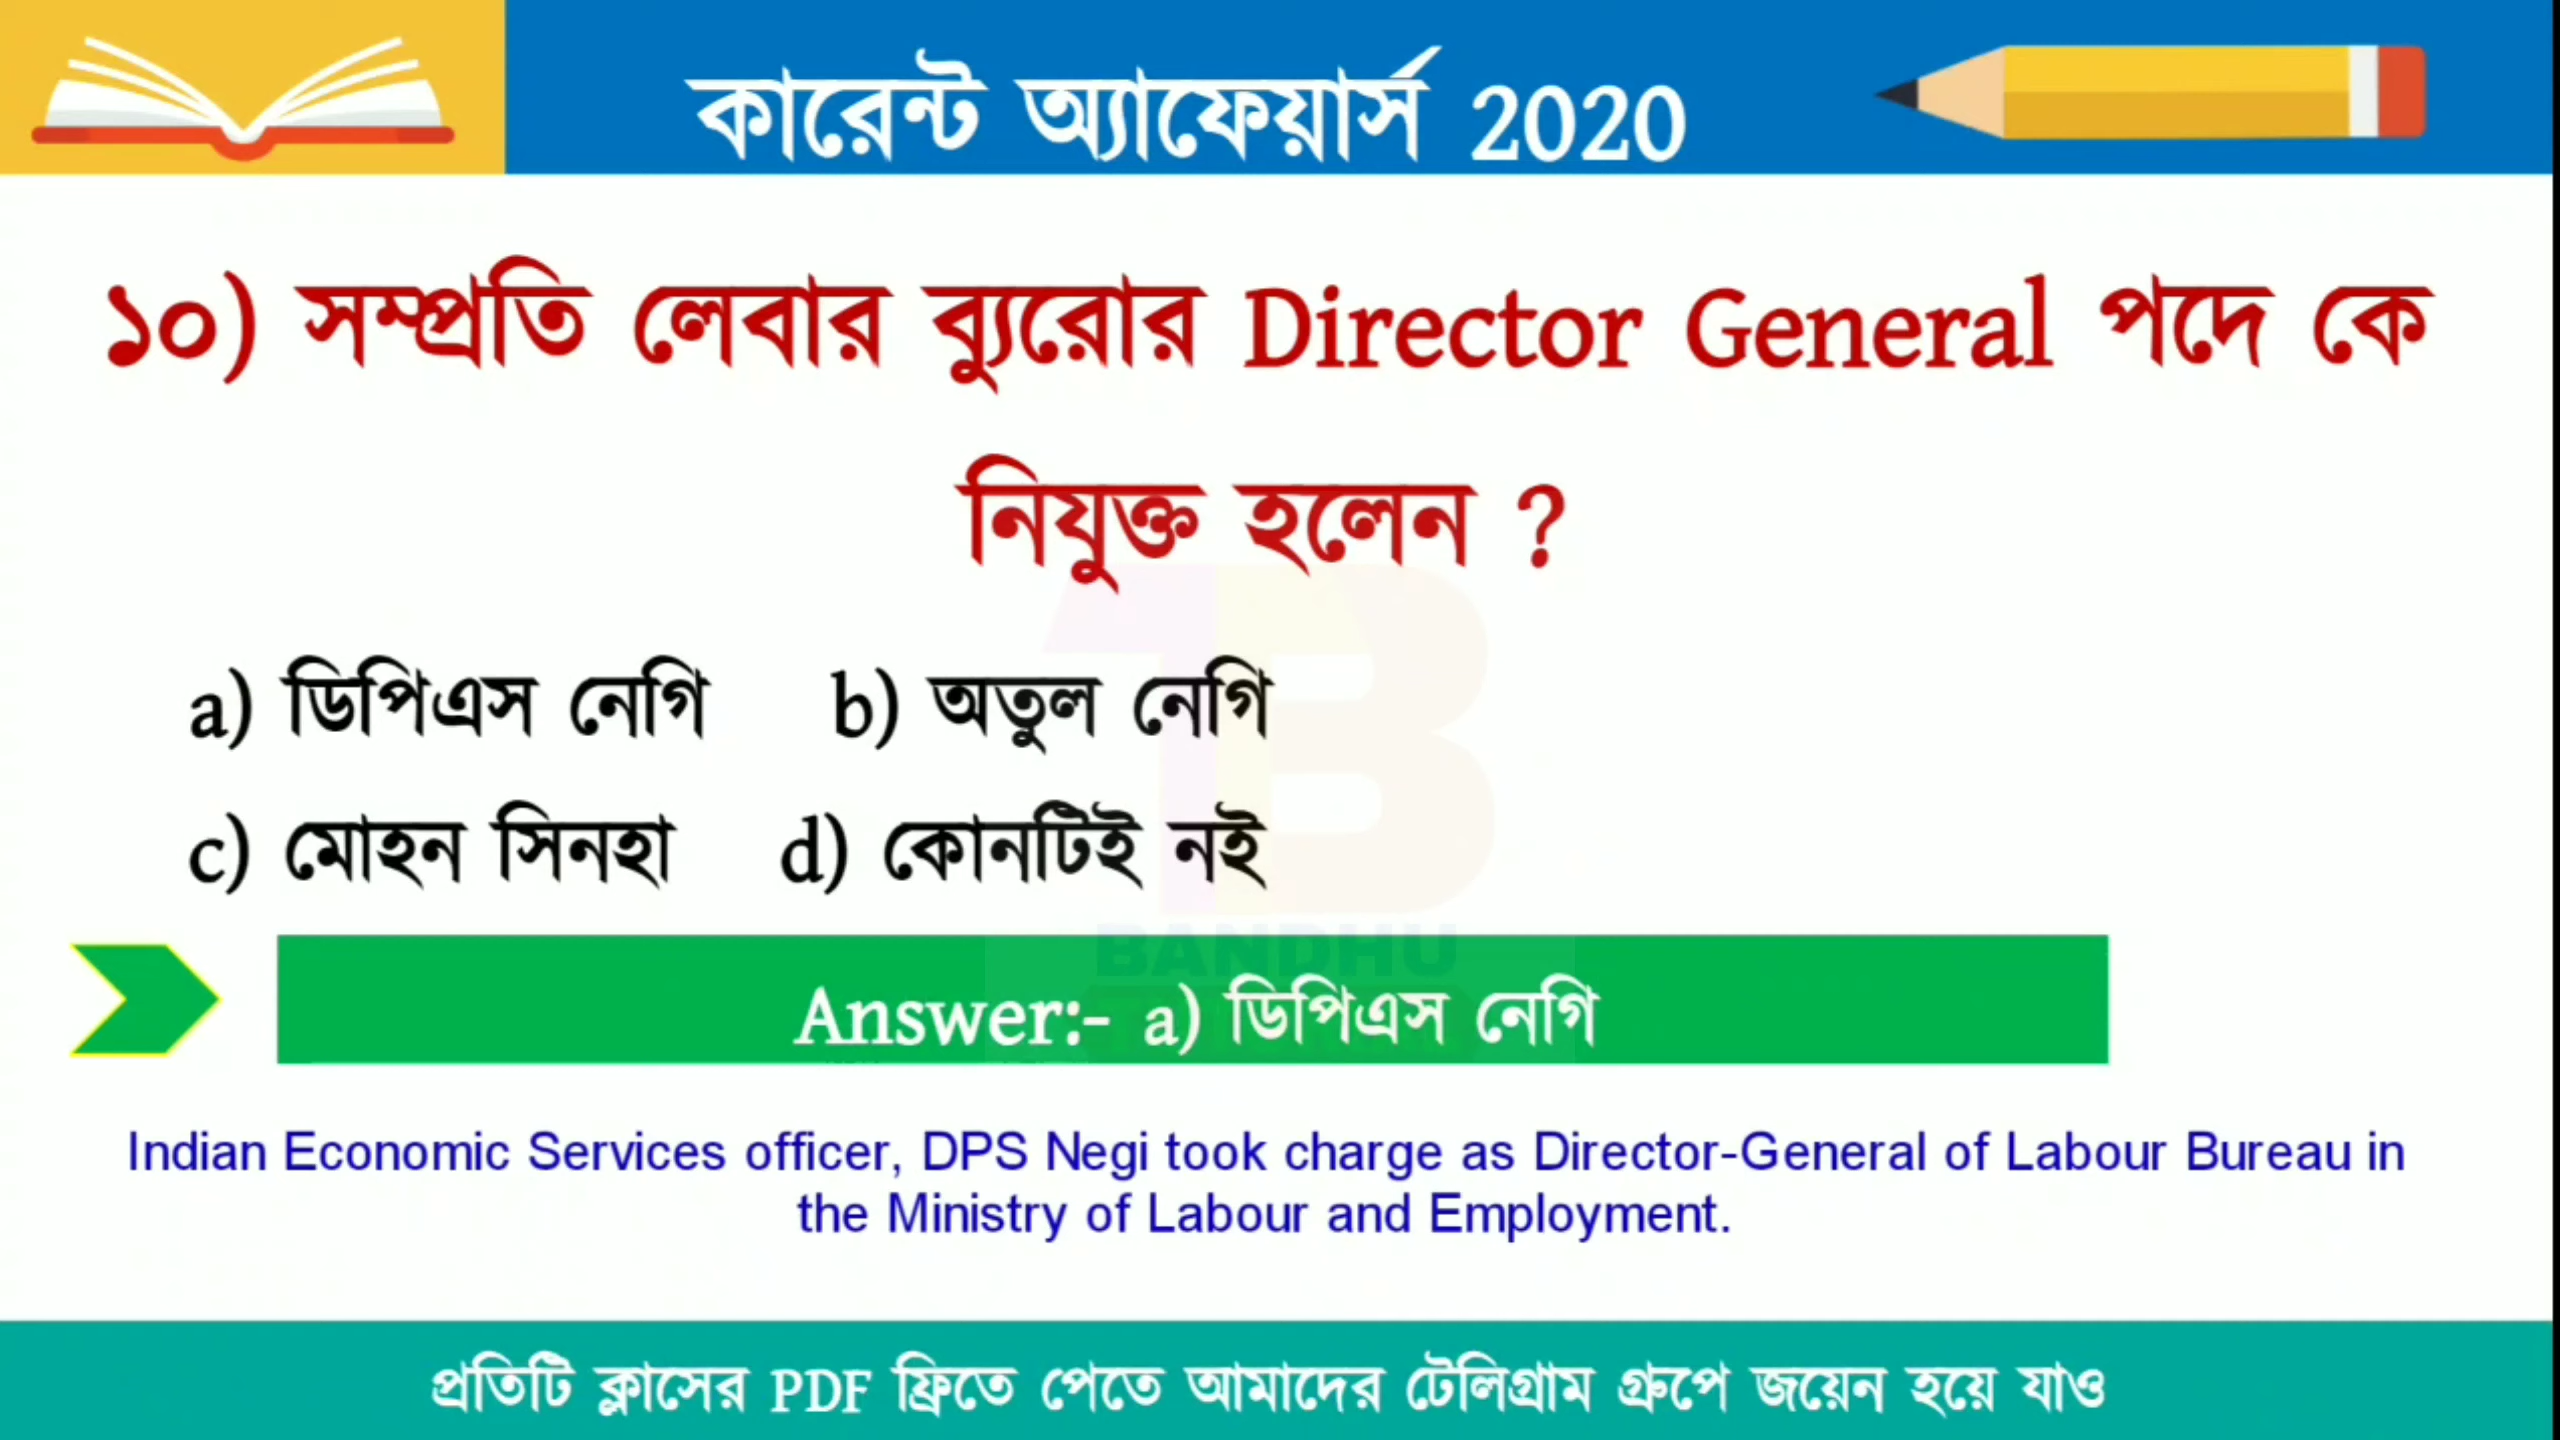 কারেন্ট অ্যাফেয়ার্স 2020
১০) সম্প্রতি লেবার ব্যুরোর Director General পদে কে
নিযুক্ত হলেন ?
a) ডিপিএস নেগি b) অতুল নেগি
c) মোহন সিনহা d) কোনটিই নই
BANDHU
Answer:- a) ডিপিএস নেগি
Indian Economic Services officer, DPS Negi took charge as Director-General of Labour Bureau in
the Ministry of Labour and Employment.
প্রতিটি ক্লাসের PDF ফ্রিতে পেতে আমাদের টেলিগ্রাম গ্রুপে জয়েন হয়ে যাও